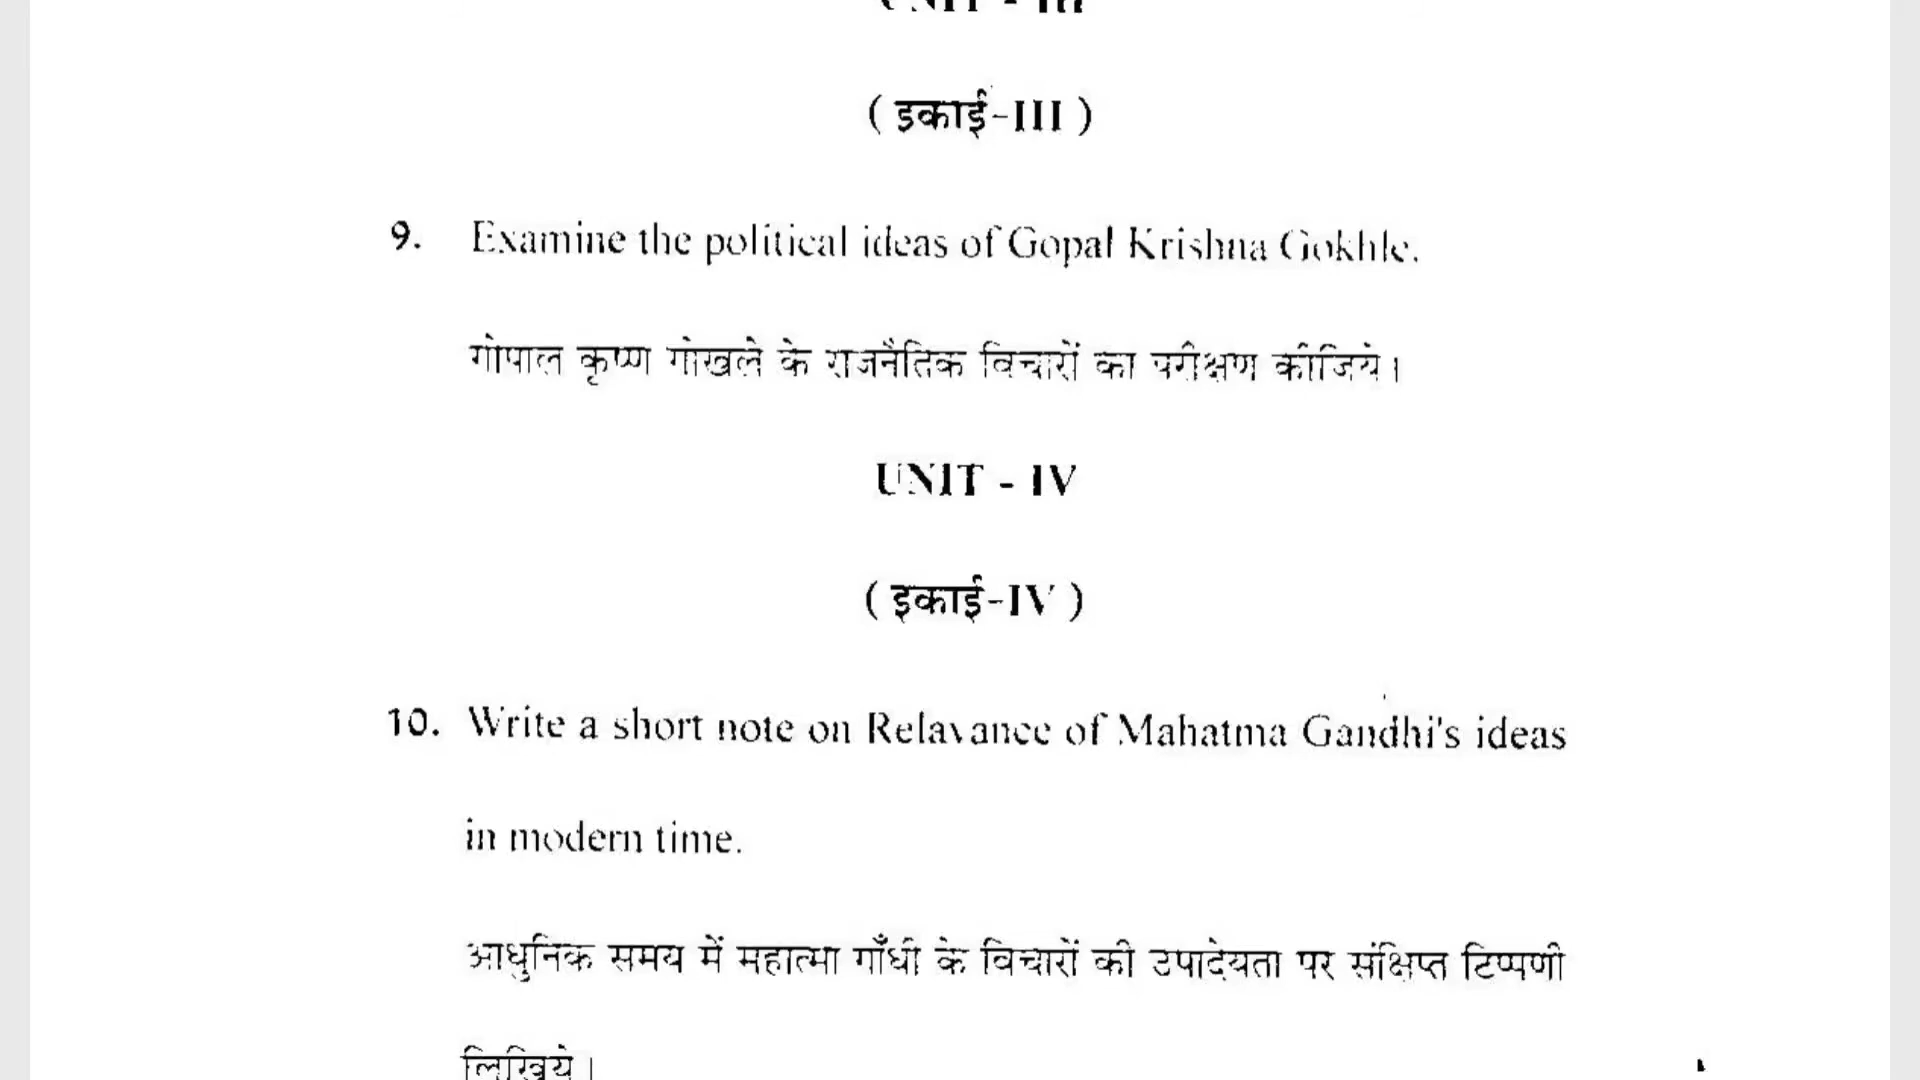 UNIT - III
( इकाई-III )
9. Examine the political ideas of Gopal Krishna Gokhle.
गोपाल कृष्ण गोखले के राजनैतिक विचारों का परीक्षण कीजिये।
UNIT - IV
( इकाई-IV )
10. Write a short note on Relavance of Mahatma Gandhi's ideas
in modern time.
आधुनिक समय में महात्मा गाँधी के विचारों की उपादेयता पर संक्षिप्त टिप्पणी
लिखिये।